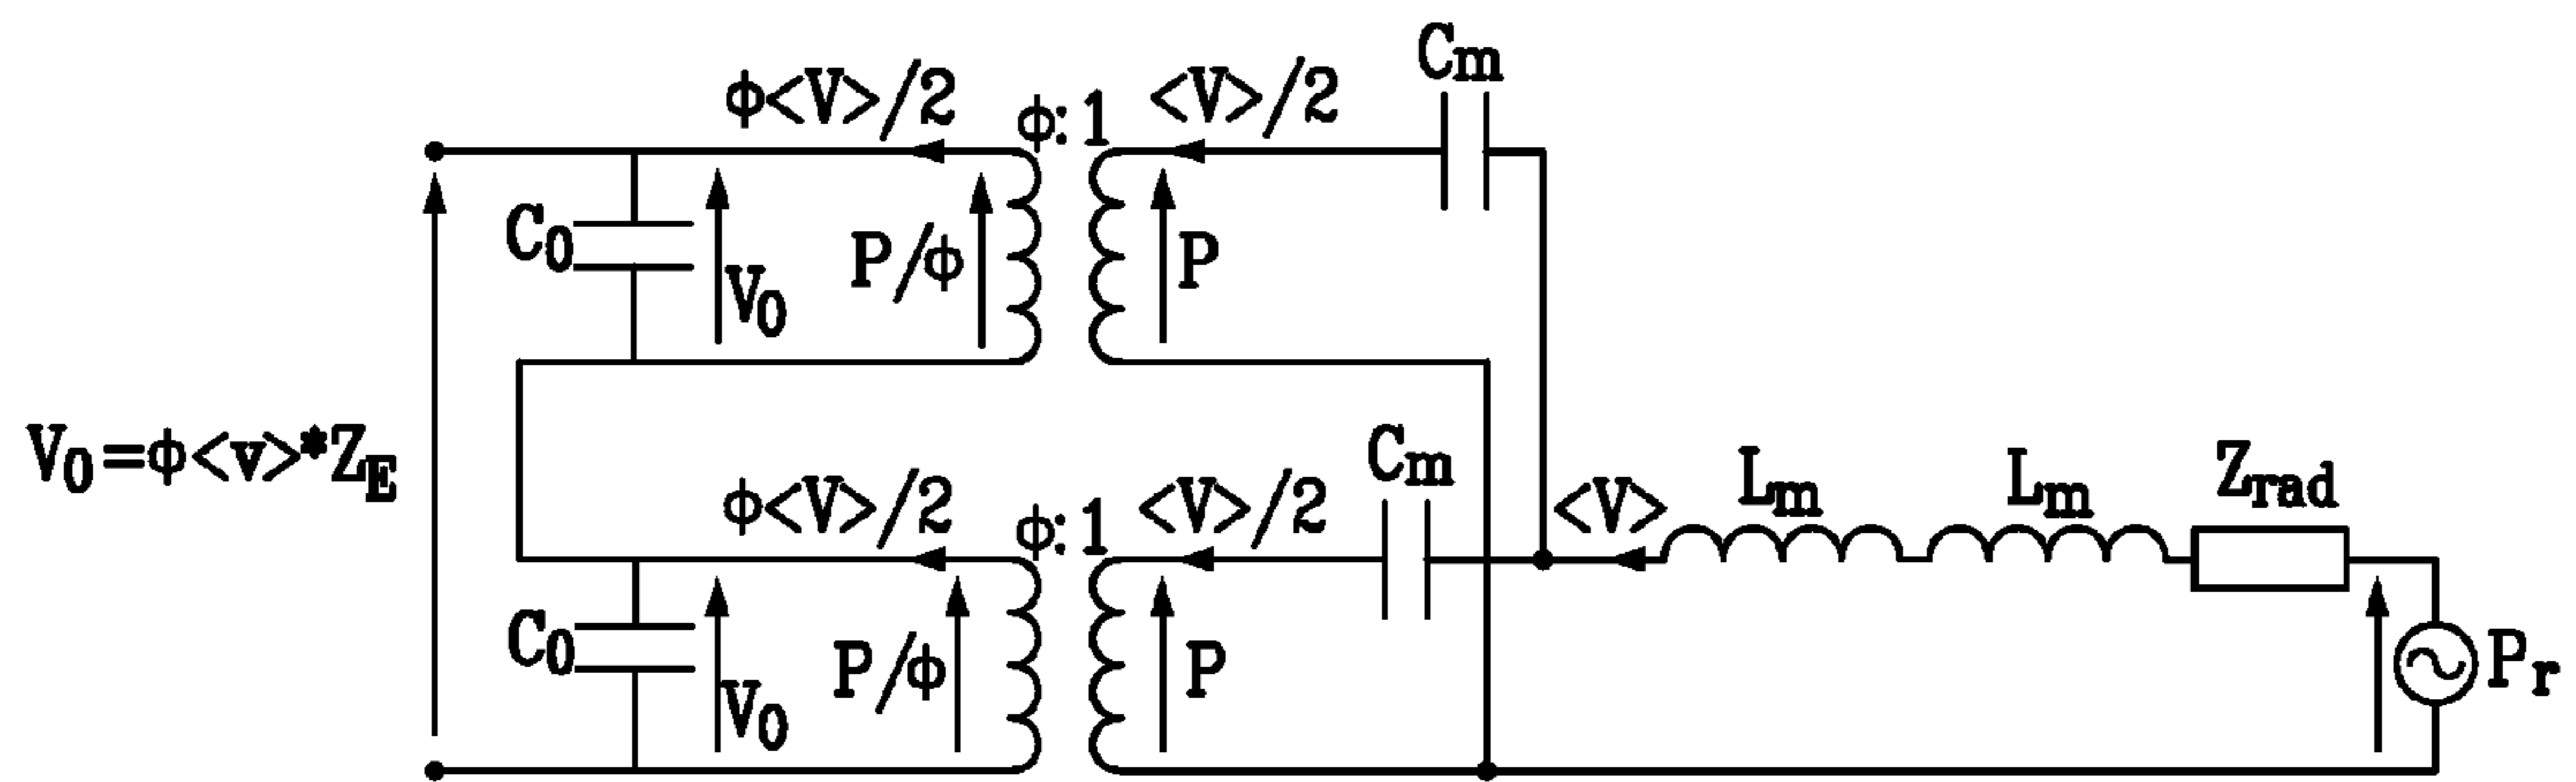 Cm
ϕ<V>/2
ϕ:1
<V>/2
C0
V0
P/ϕ
P
V0=ϕ<v>*ZE
Cm
ϕ<V>/2
ϕ:1
<V>/2
<V>
Lm
Lm
Zrad
C0
V0
P/ϕ
P
Pr